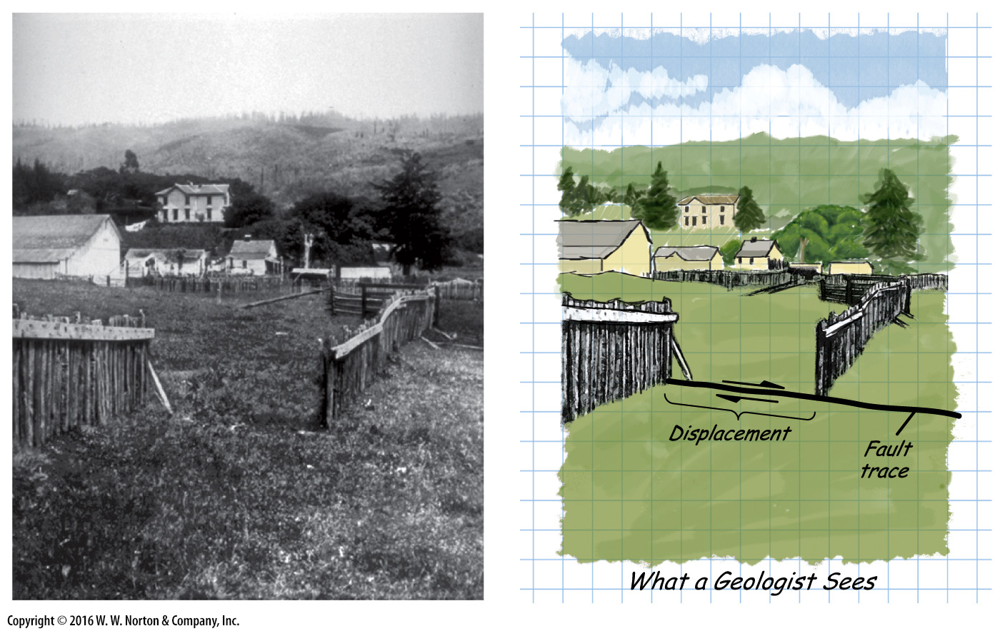 Displacement
Fault
trace
What a Geologist Sees
Copyright © 2016 W. W. Norton & Company, Inc.